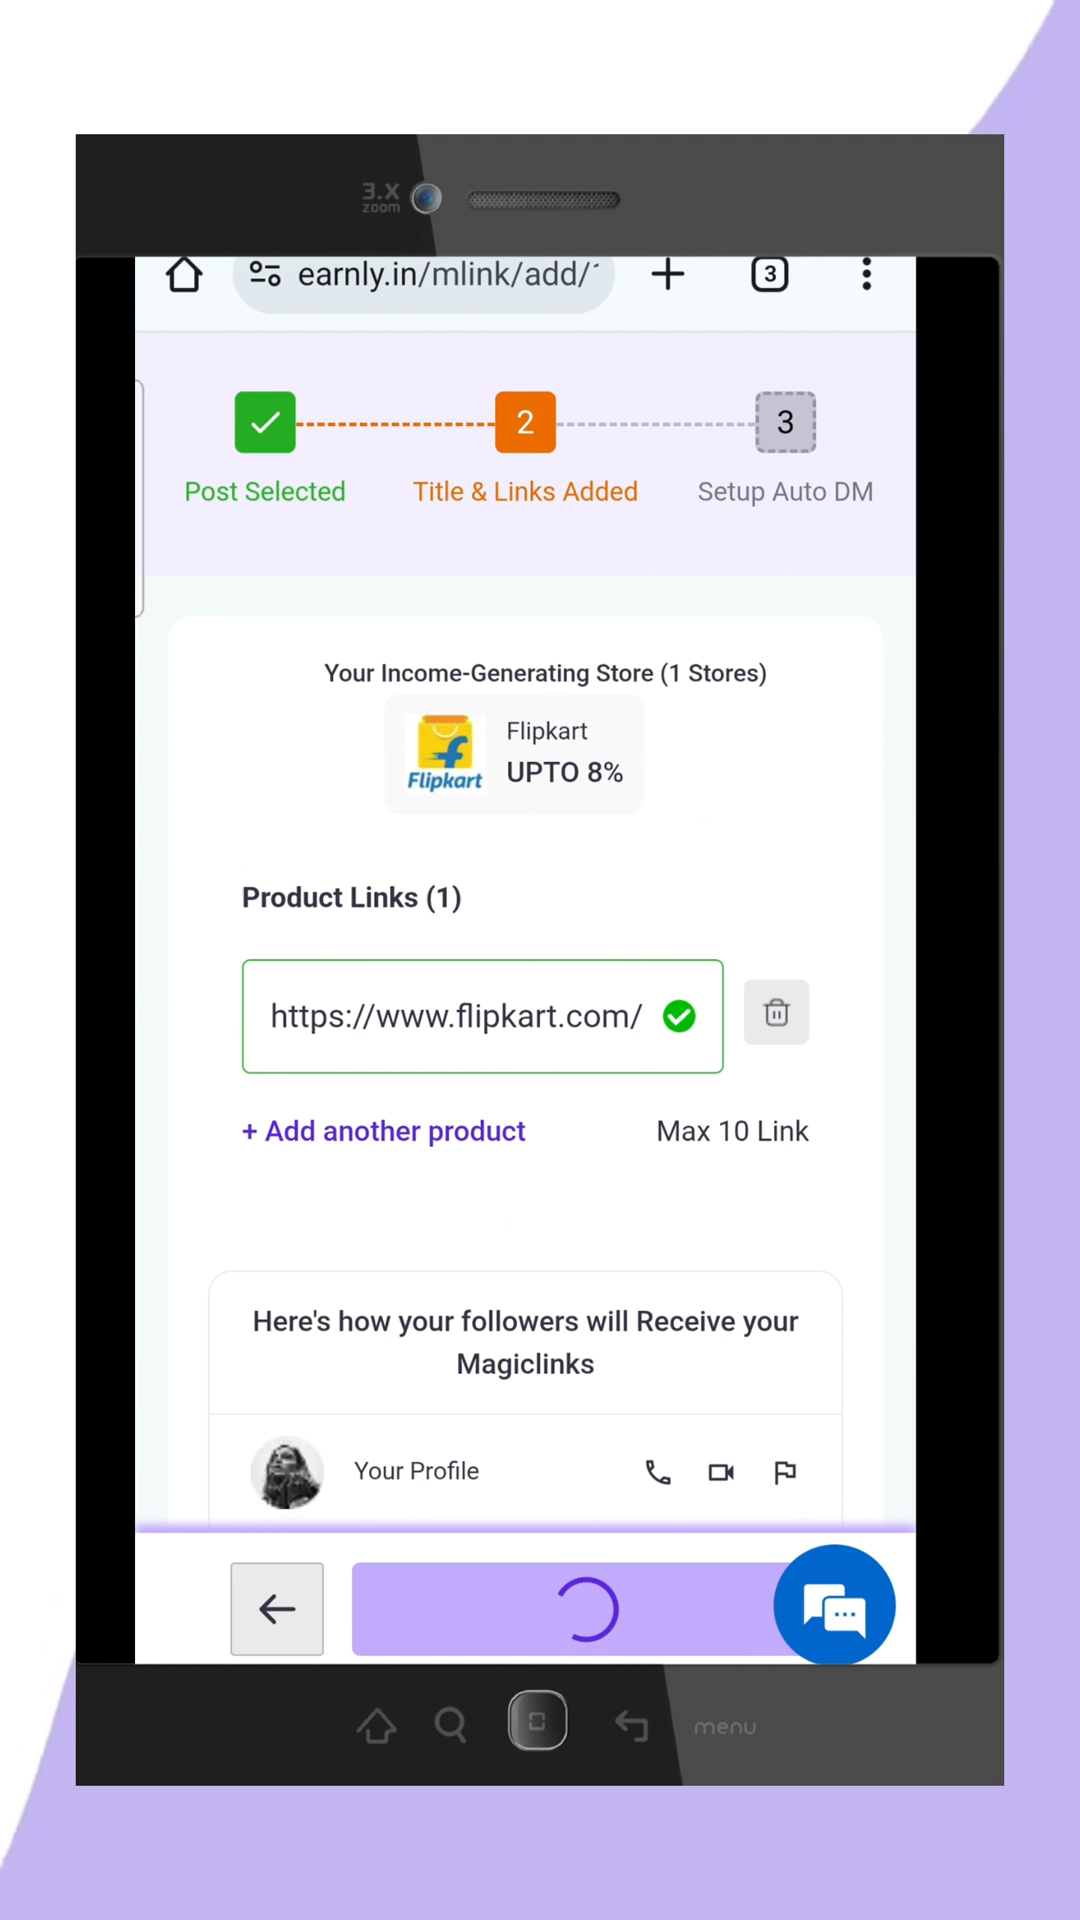 3.X
zoom
earnly.in/mlink/add/
3
2
3
Post Selected
Title & Links Added
Setup Auto DM
Your Income-Generating Store (1 Stores)
Flipkart
Flipkart
UPTO 8%
Product Links (1)
https://www.flipkart.com/
+ Add another product
Max 10 Link
Here's how your followers will Receive your
Magiclinks
Your Profile
menu